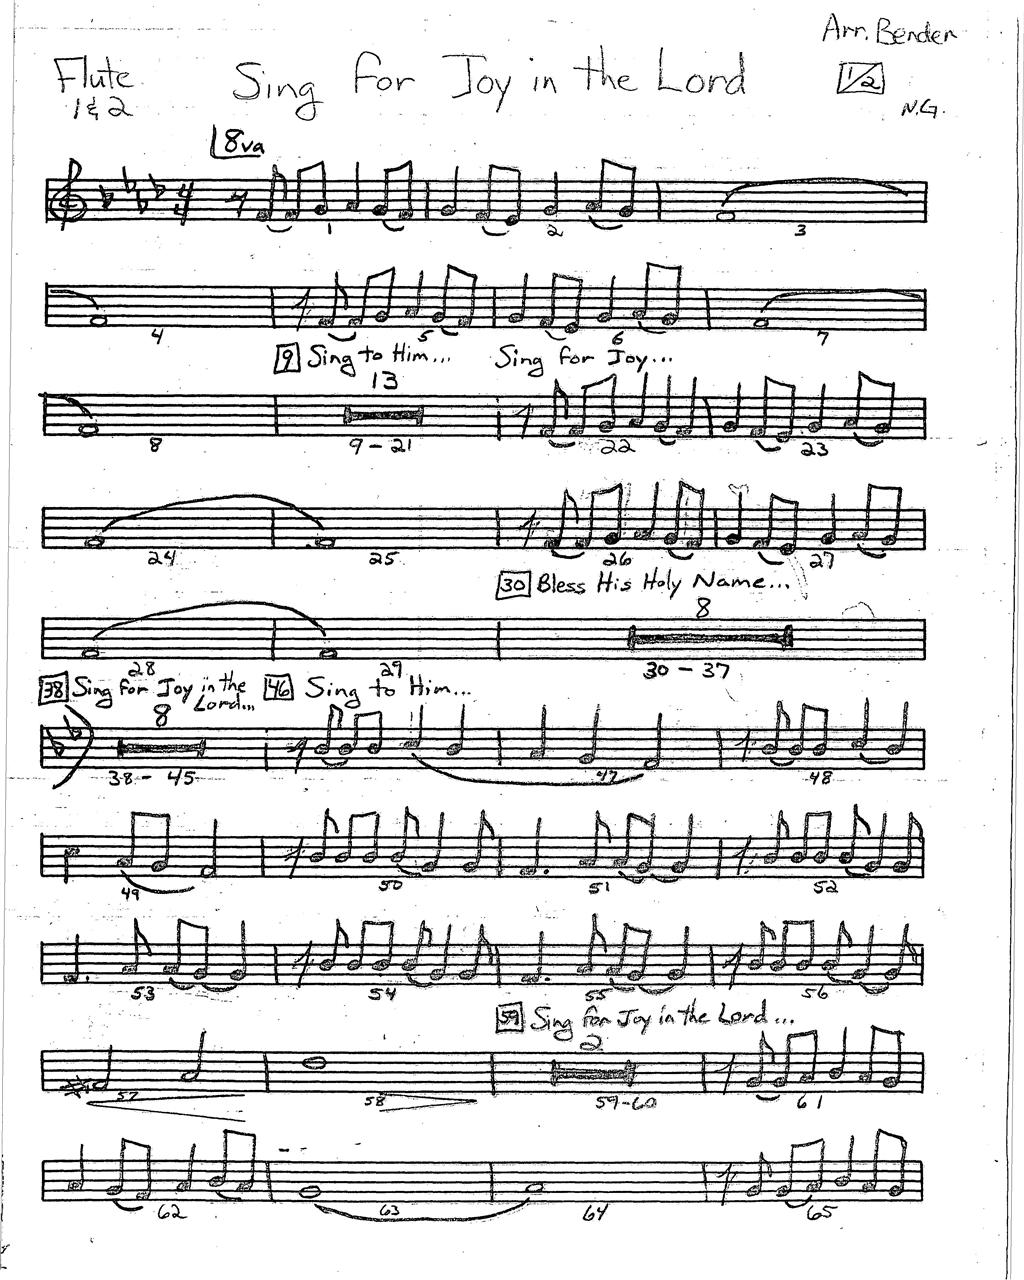 Arr. Bender
Flute
1 & 2
Sing for Joy in the Lord
1/2
N.G.
8va
4
4
1 2 3
4 5 6 7
9 Sing to Him... Sing for Joy...
13
8 9-21 22 23
24 25 26 27
30 Bless His Holy Name...
8
28 29 30-37
38 Sing for Joy in the Lord... 46 Sing to Him...
8
38-45 47 48
49 50 51 52
53 54 55 56
59 Sing for Joy in the Lord...
2
57 58 59-60 61
62 63 64 65